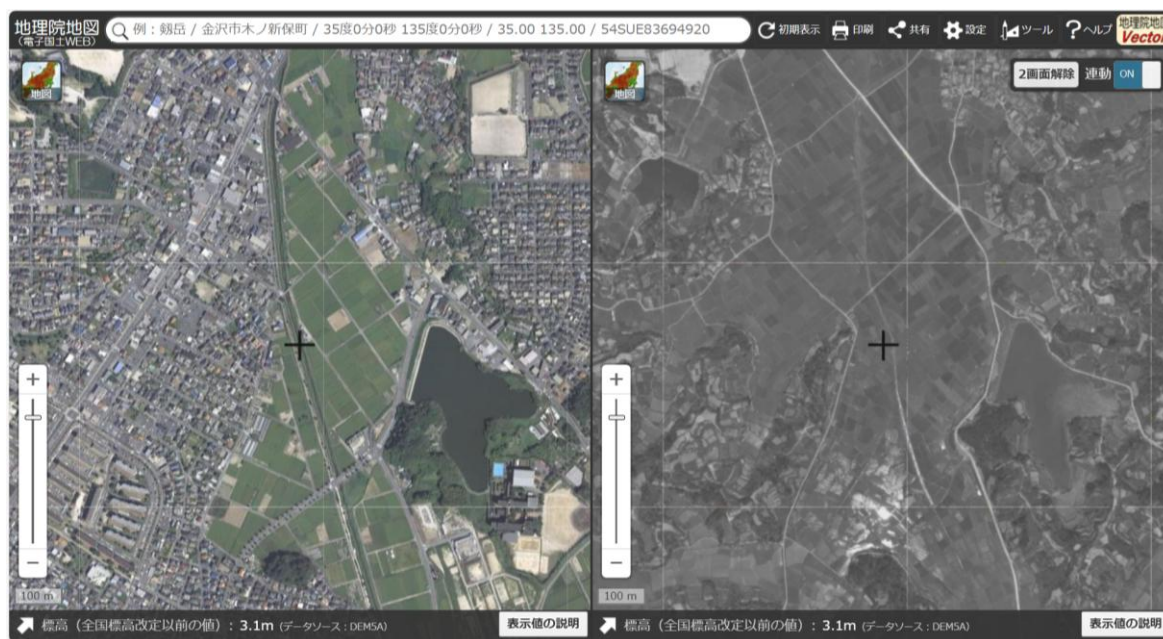 地理院地図
(電子国土WEB)
例：剱岳 / 金沢市木ノ新保町 / 35度0分0秒 135度0分0秒 / 35.00 135.00 / 54SUE83694920
初期表示
印刷
共有
設定
ツール
ヘルプ
地理院地図
Vector
地図
地図
2画面解除
連動
ON
+
−
+
−
100 m
100 m
標高（全国標高改定以前の値）: 3.1m (データソース：DEM5A)
表示値の説明
標高（全国標高改定以前の値）: 3.1m (データソース：DEM5A)
表示値の説明